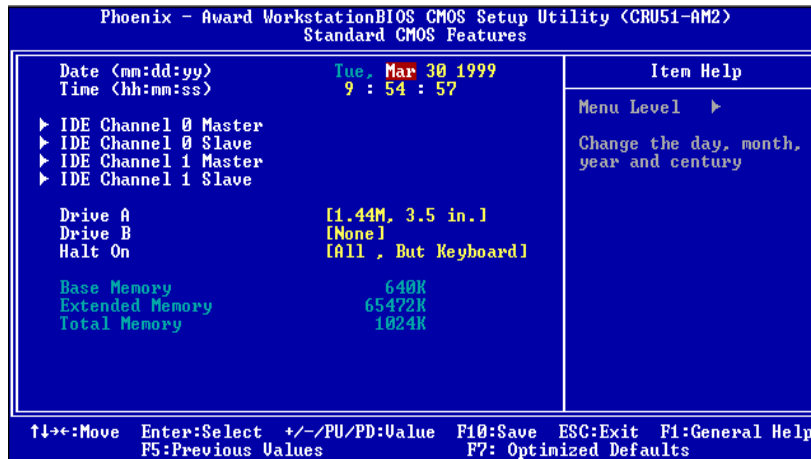 Phoenix - Award WorkstationBIOS CMOS Setup Utility (CRU51-AM2)
Standard CMOS Features
Date (mm:dd:yy) Tue, Mar 30 1999
Time (hh:mm:ss) 9 : 54 : 57
IDE Channel 0 Master
IDE Channel 0 Slave
IDE Channel 1 Master
IDE Channel 1 Slave
Drive A [1.44M, 3.5 in.]
Drive B [None]
Halt On [All , But Keyboard]
Base Memory 640K
Extended Memory 65472K
Total Memory 1024K
Item Help
Menu Level
Change the day, month,
year and century
↑↓→←:Move Enter:Select +/-/PU/PD:Value F10:Save ESC:Exit F1:General Help
F5:Previous Values F7: Optimized Defaults